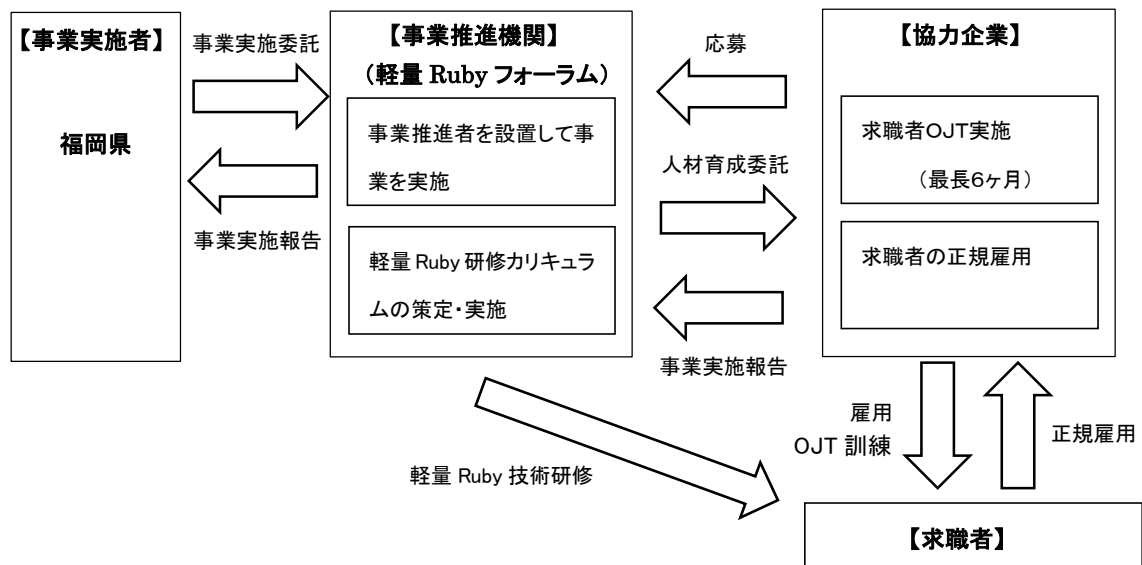 【事業実施者】
福岡県
事業実施委託
事業実施報告
【事業推進機関】
（軽量 Ruby フォーラム）
事業推進者を設置して事
業を実施
軽量 Ruby 研修カリキュラ
ムの策定・実施
応募
人材育成委託
事業実施報告
【協力企業】
求職者OJT実施
（最長6ヶ月）
求職者の正規雇用
軽量 Ruby 技術研修
雇用
OJT 訓練
正規雇用
【求職者】